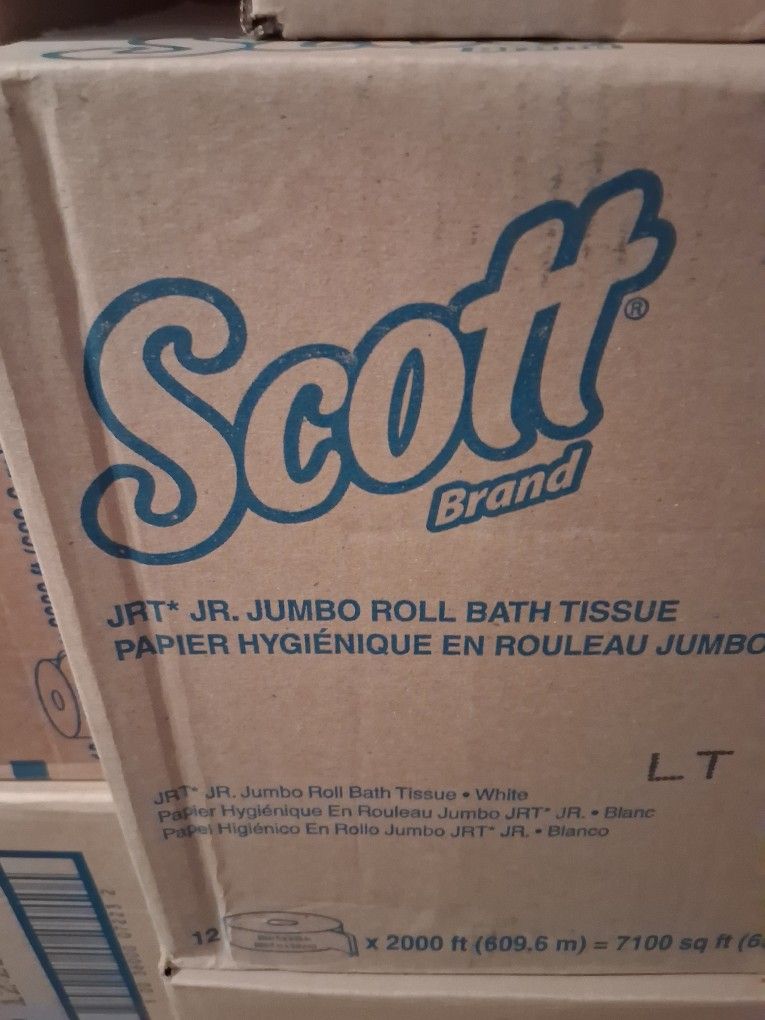 Scott®
Brand
JRT* JR. JUMBO ROLL BATH TISSUE
PAPIER HYGIÉNIQUE EN ROULEAU JUMBO
LT
JRT* JR. Jumbo Roll Bath Tissue • White
Papier Hygiénique En Rouleau Jumbo JRT* JR. • Blanc
Papel Higiénico En Rollo Jumbo JRT* JR. • Blanco
12 x 2000 ft (609.6 m) = 7100 sq ft (6